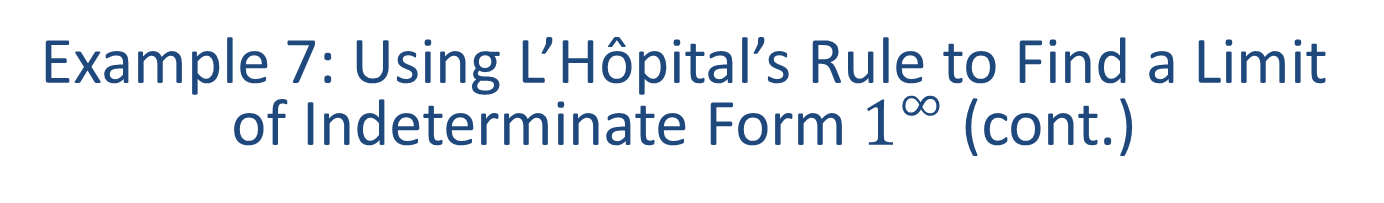 Example 7: Using L’Hôpital’s Rule to Find a Limit
of Indeterminate Form 1^∞ (cont.)